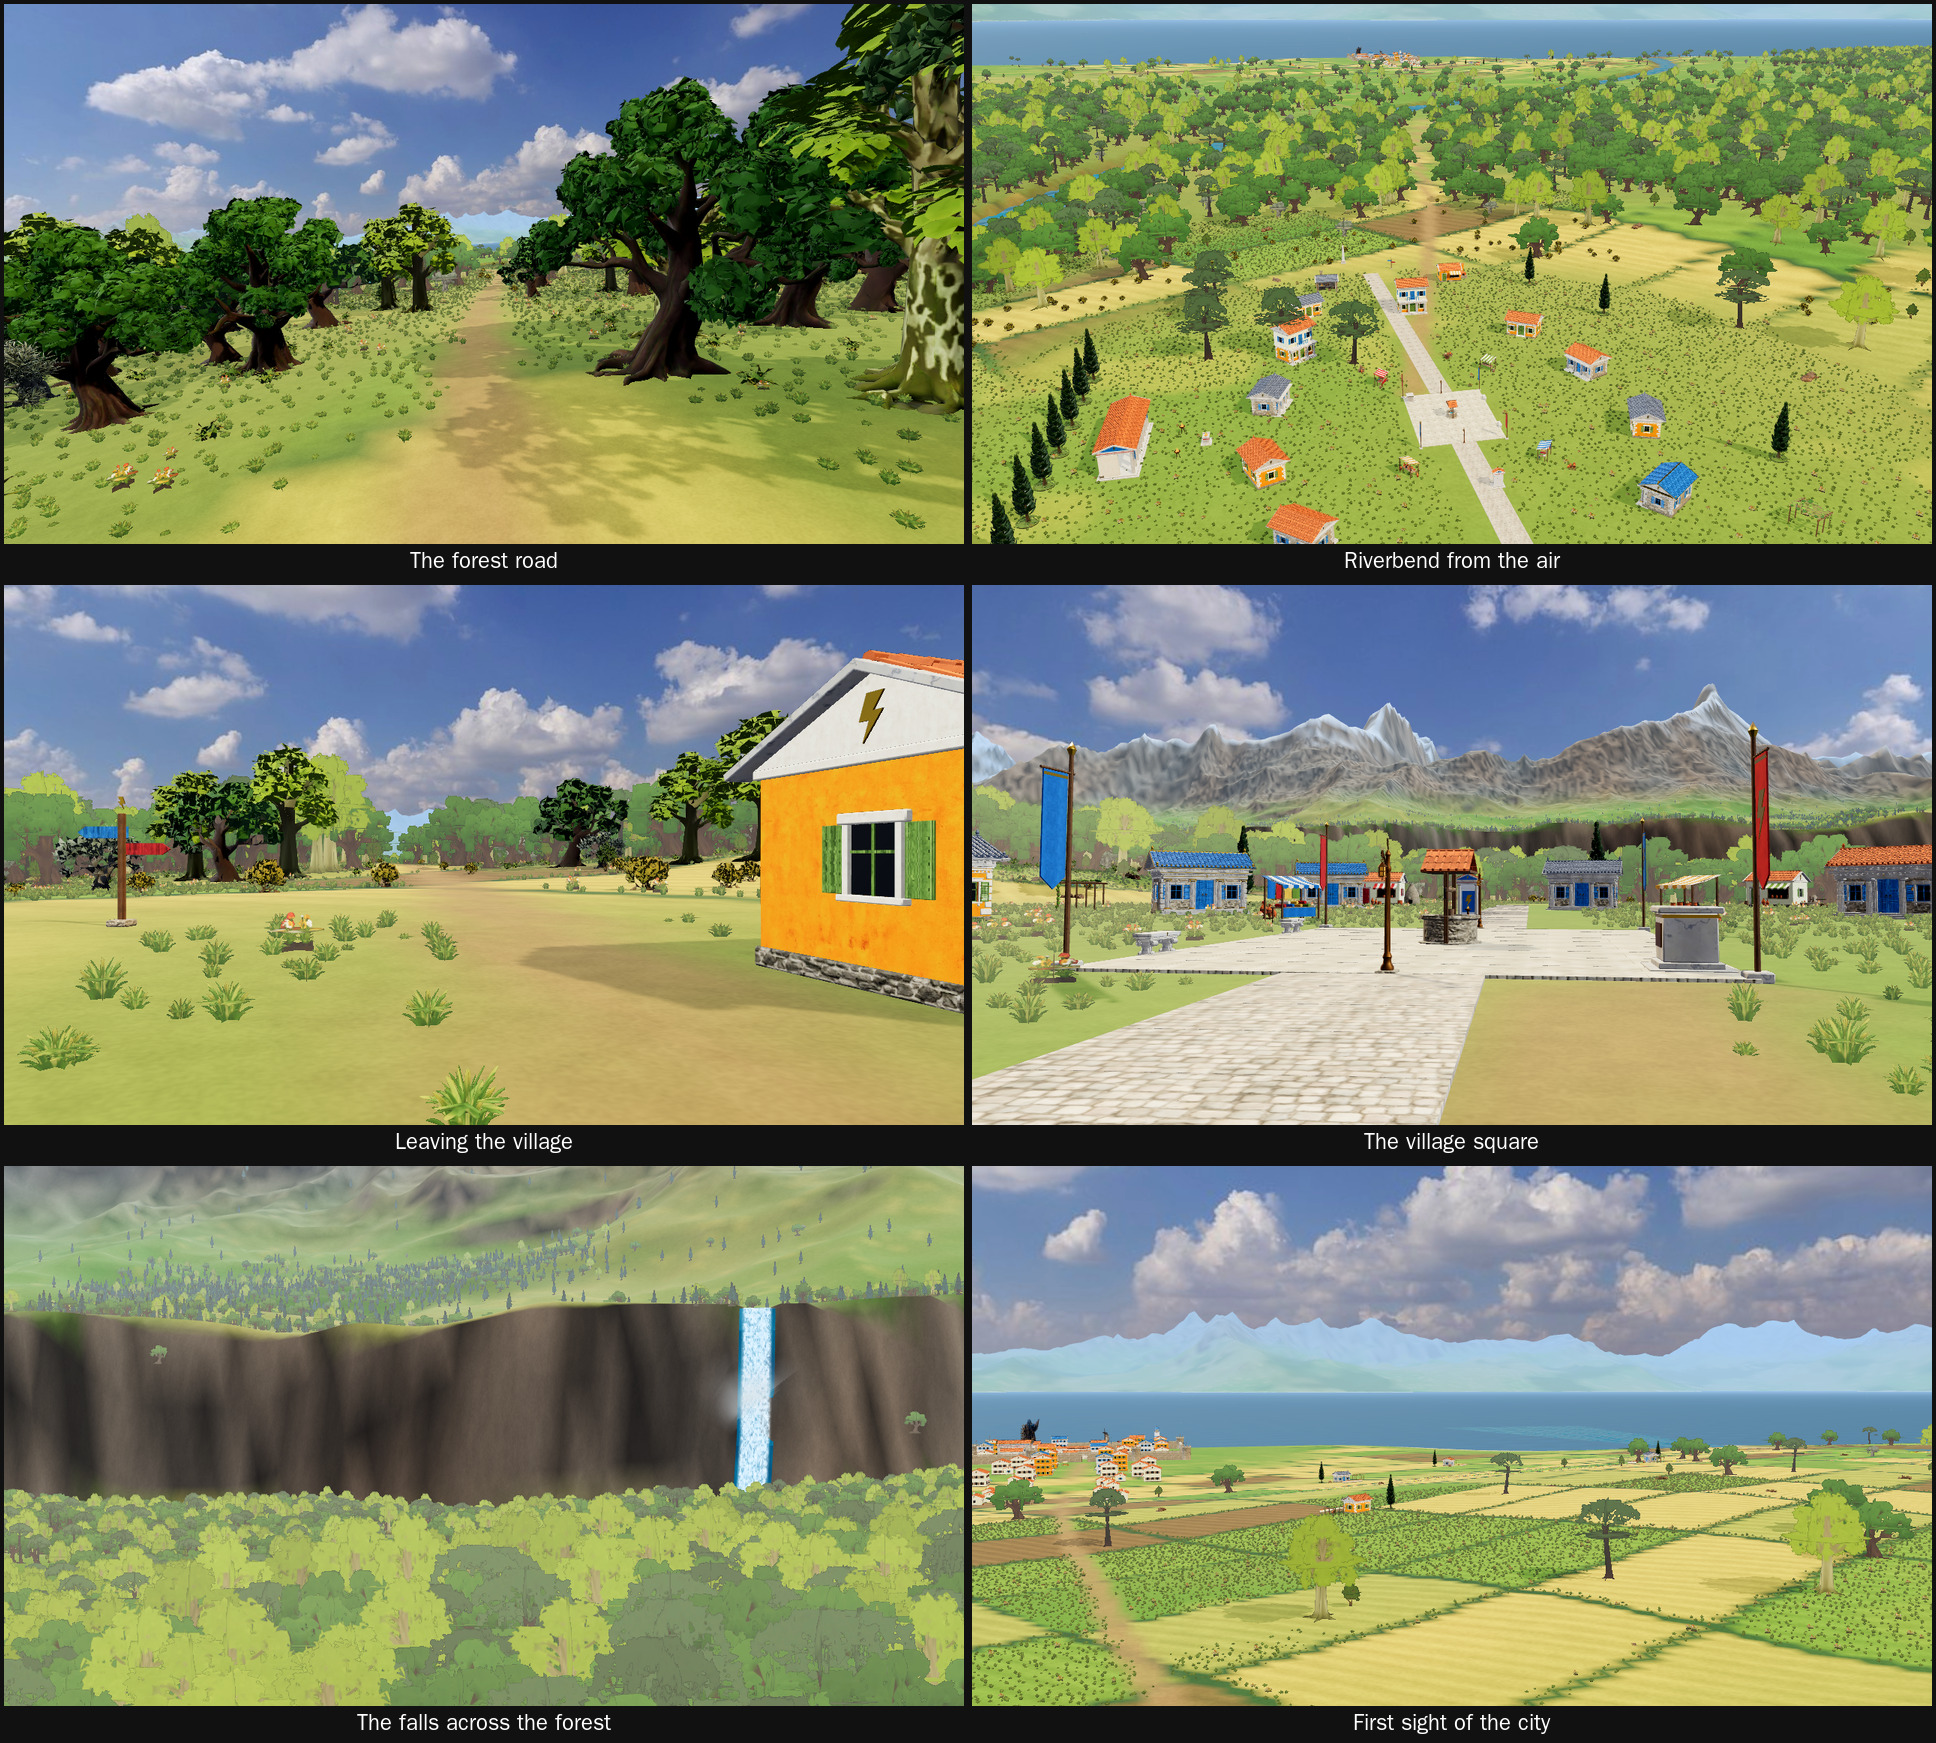 The forest road
Riverbend from the air
Leaving the village
The village square
The falls across the forest
First sight of the city